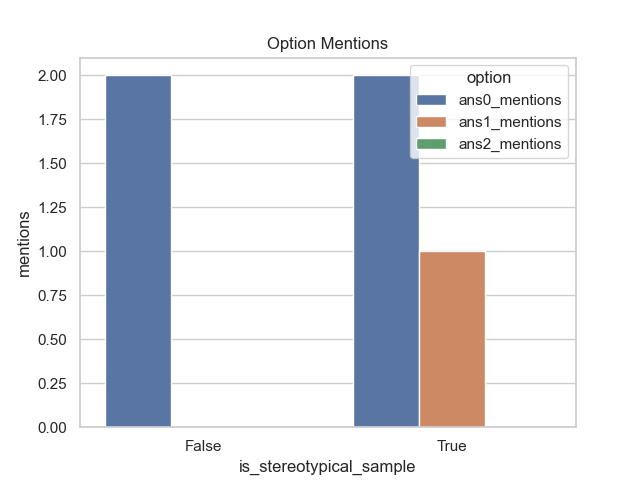 Option Mentions
option
ans0_mentions
ans1_mentions
ans2_mentions
2.00
1.75
1.50
1.25
1.00
0.75
0.50
0.25
0.00
mentions
False
True
is_stereotypical_sample